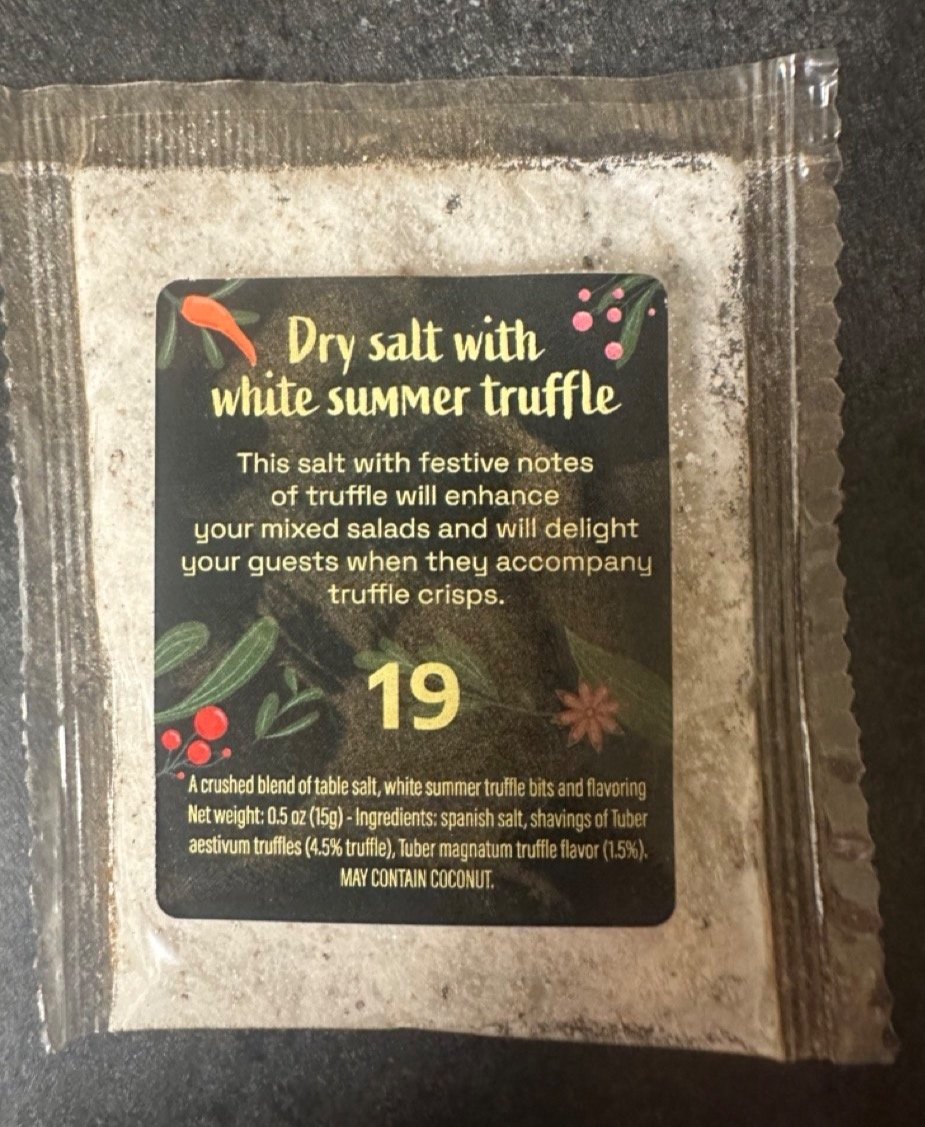 Dry salt with
white summer truffle
This salt with festive notes
of truffle will enhance
your mixed salads and will delight
your guests when they accompany
truffle crisps.
19
A crushed blend of table salt, white summer truffle bits and flavoring
Net weight: 0.5 oz (15g) - Ingredients: spanish salt, shavings of Tuber
aestivum truffles (4.5% truffle), Tuber magnatum truffle flavor (1.5%).
MAY CONTAIN COCONUT.